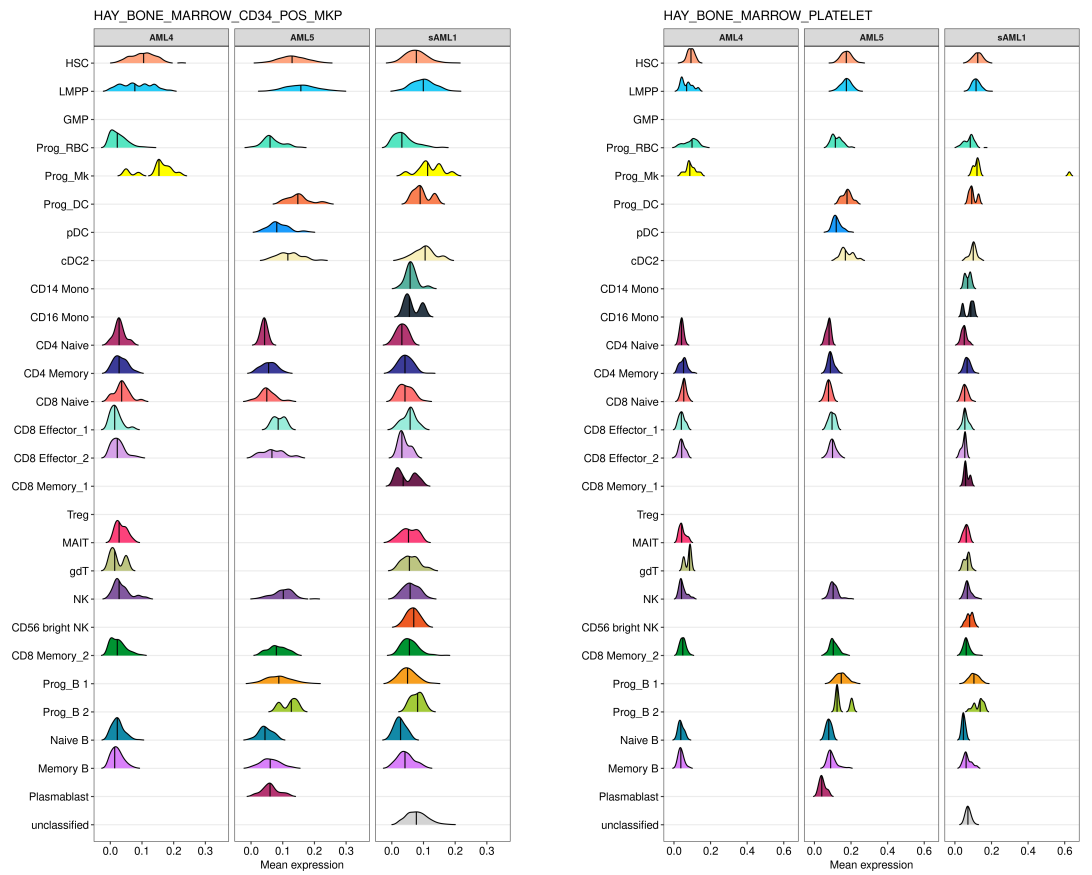 HAY_BONE_MARROW_CD34_POS_MKP
AML4 AML5 sAML1
HSC
LMPP
GMP
Prog_RBC
Prog_Mk
Prog_DC
pDC
cDC2
CD14 Mono
CD16 Mono
CD4 Naive
CD4 Memory
CD8 Naive
CD8 Effector_1
CD8 Effector_2
CD8 Memory_1
Treg
MAIT
gdT
NK
CD56 bright NK
CD8 Memory_2
Prog_B 1
Prog_B 2
Naive B
Memory B
Plasmablast
unclassified
0.0 0.1 0.2 0.3 0.0 0.1 0.2 0.3 0.0 0.1 0.2 0.3
Mean expression
HAY_BONE_MARROW_PLATELET
AML4 AML5 sAML1
HSC
LMPP
GMP
Prog_RBC
Prog_Mk
Prog_DC
pDC
cDC2
CD14 Mono
CD16 Mono
CD4 Naive
CD4 Memory
CD8 Naive
CD8 Effector_1
CD8 Effector_2
CD8 Memory_1
Treg
MAIT
gdT
NK
CD56 bright NK
CD8 Memory_2
Prog_B 1
Prog_B 2
Naive B
Memory B
Plasmablast
unclassified
0.0 0.2 0.4 0.6 0.0 0.2 0.4 0.6 0.0 0.2 0.4 0.6
Mean expression